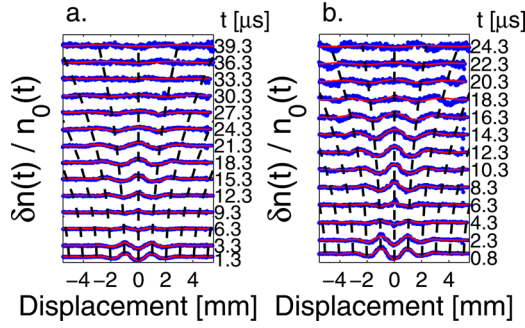 a.
t [μs]
39.3
36.3
33.3
30.3
27.3
24.3
21.3
18.3
15.3
12.3
9.3
6.3
3.3
1.3
δn(t) / n₀(t)
−4 −2 0 2 4
Displacement [mm]
b.
t [μs]
24.3
22.3
20.3
18.3
16.3
14.3
12.3
10.3
8.3
6.3
4.3
2.3
0.8
δn(t) / n₀(t)
−4 −2 0 2 4
Displacement [mm]